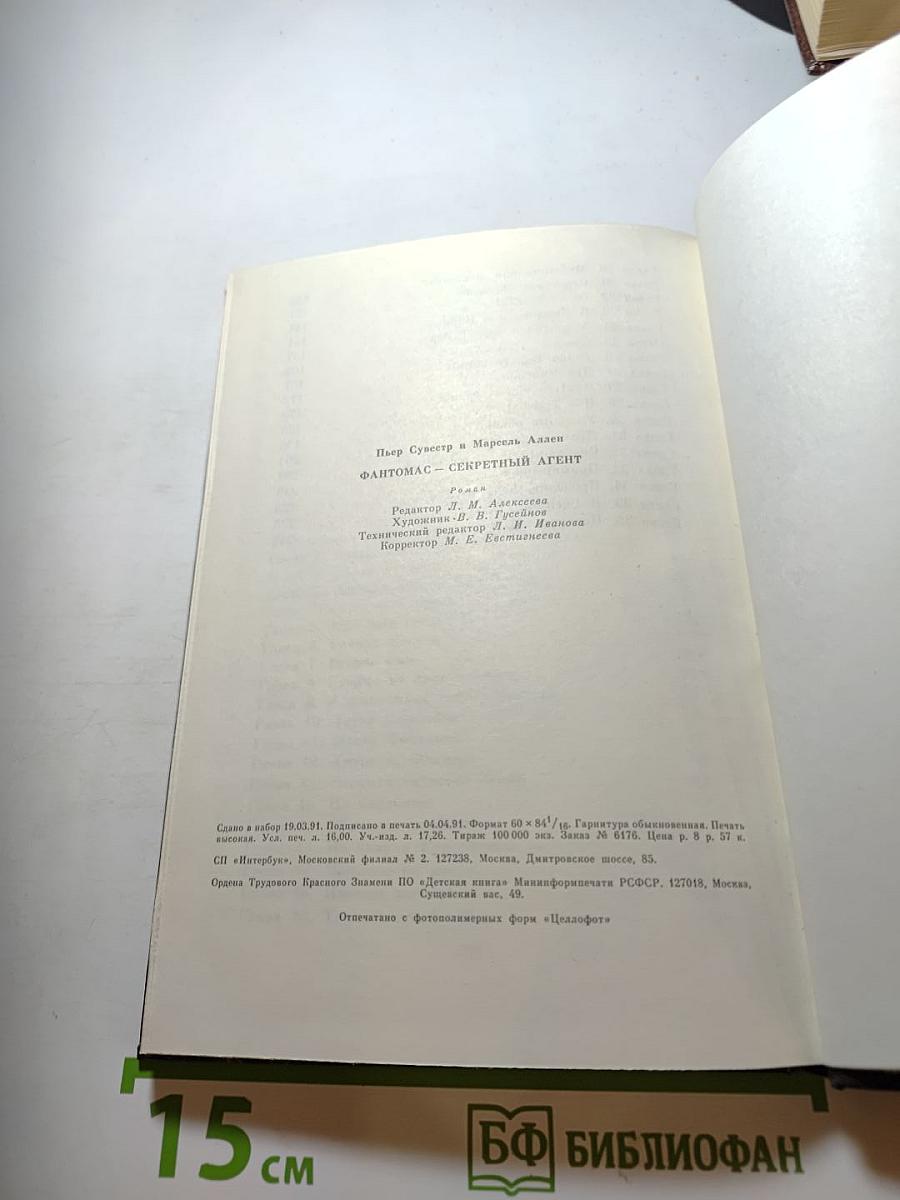 Пьер Сувестр и Марсель Аллен
ФАНТОМАС — СЕКРЕТНЫЙ АГЕНТ
Роман
Редактор Л. М. Алексеева
Художник В. В. Гусейнов
Технический редактор Л. И. Иванова
Корректор М. Е. Евстигнеева
Сдано в набор 19.03.91. Подписано в печать 04.04.91. Формат 60 × 84 1/16. Гарнитура обыкновенная. Печать
высокая. Усл. печ. л. 16,00. Уч.-изд. л. 17,26. Тираж 100 000 экз. Заказ № 6176. Цена р. 8 р. 57 к.
СП «Интербук», Московский филиал № 2. 127238, Москва, Дмитровское шоссе, 85.
Ордена Трудового Красного Знамени ПО «Детская книга» Мининформпечати РСФСР. 127018, Москва,
Сущевский вас, 49.
Отпечатано с фотополимерных форм «Целлофот»
15 см
БФ БИБЛИОФАН